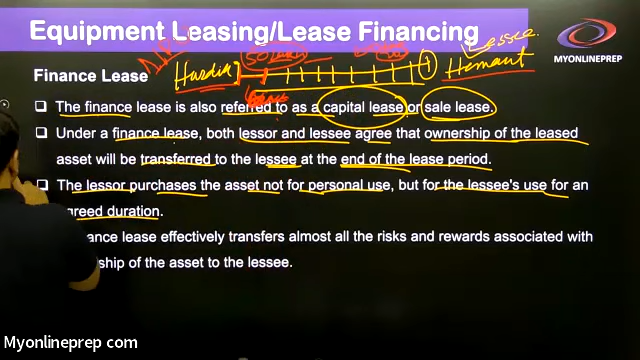 Equipment Leasing/Lease Financing
MYONLINEPREP
Lessee
Hardik
Hemant
Finance Lease
The finance lease is also referred to as a capital lease or sale lease.
Under a finance lease, both lessor and lessee agree that ownership of the leased
asset will be transferred to the lessee at the end of the lease period.
The lessor purchases the asset not for personal use, but for the lessee's use for an
greed duration.
ance lease effectively transfers almost all the risks and rewards associated with
ship of the asset to the lessee.
Myonlineprep com